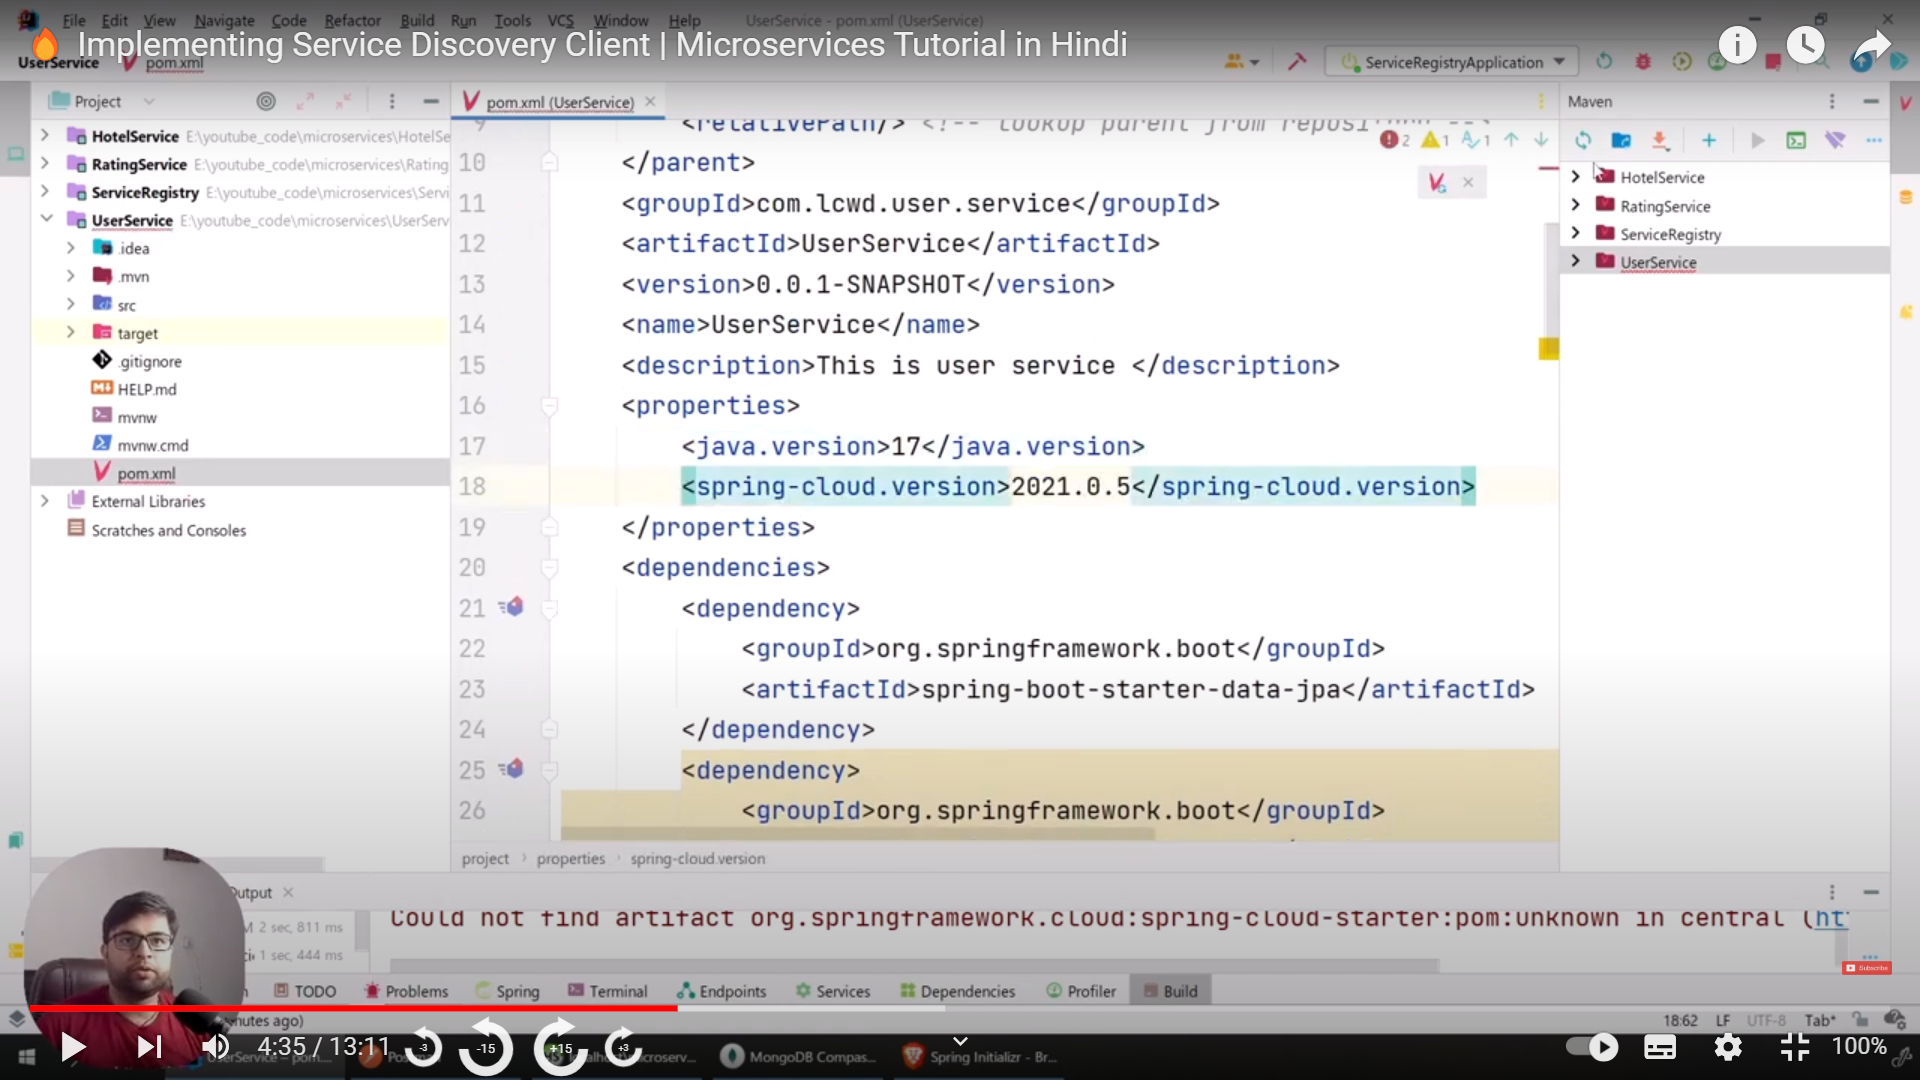 File Edit View Navigate Code Refactor Build Run Tools VCS Window Help UserService - pom.xml (UserService)
Implementing Service Discovery Client | Microservices Tutorial in Hindi
UserService pom.xml
ServiceRegistryApplication
Project
pom.xml (UserService)
Maven
HotelService E:\youtube_code\microservices\HotelSe
RatingService E:\youtube_code\microservices\Rating
ServiceRegistry E:\youtube_code\microservices\Servi
UserService E:\youtube_code\microservices\UserServ
.idea
.mvn
src
target
.gitignore
HELP.md
mvnw
mvnw.cmd
pom.xml
External Libraries
Scratches and Consoles
9 <relativePath/> <!-- lookup parent from repository -->
2 1 1
10 </parent>
11 <groupId>com.lcwd.user.service</groupId>
12 <artifactId>UserService</artifactId>
13 <version>0.0.1-SNAPSHOT</version>
14 <name>UserService</name>
15 <description>This is user service </description>
16 <properties>
17 <java.version>17</java.version>
18 <spring-cloud.version>2021.0.5</spring-cloud.version>
19 </properties>
20 <dependencies>
21 <dependency>
22 <groupId>org.springframework.boot</groupId>
23 <artifactId>spring-boot-starter-data-jpa</artifactId>
24 </dependency>
25 <dependency>
26 <groupId>org.springframework.boot</groupId>
HotelService
RatingService
ServiceRegistry
UserService
project properties spring-cloud.version
Output
2 sec, 811 ms
1 sec, 444 ms
Could not find artifact org.springframework.cloud:spring-cloud-starter:pom:unknown in central (ht
Subscribe
TODO Problems Spring Terminal Endpoints Services Dependencies Profiler Build
minutes ago)
18:62 LF UTF-8 Tab*
4:35 / 13:11 -3 -15 +15 +3
100%
UserService – pom....
MongoDB Compas...
Spring Initializr - Br...